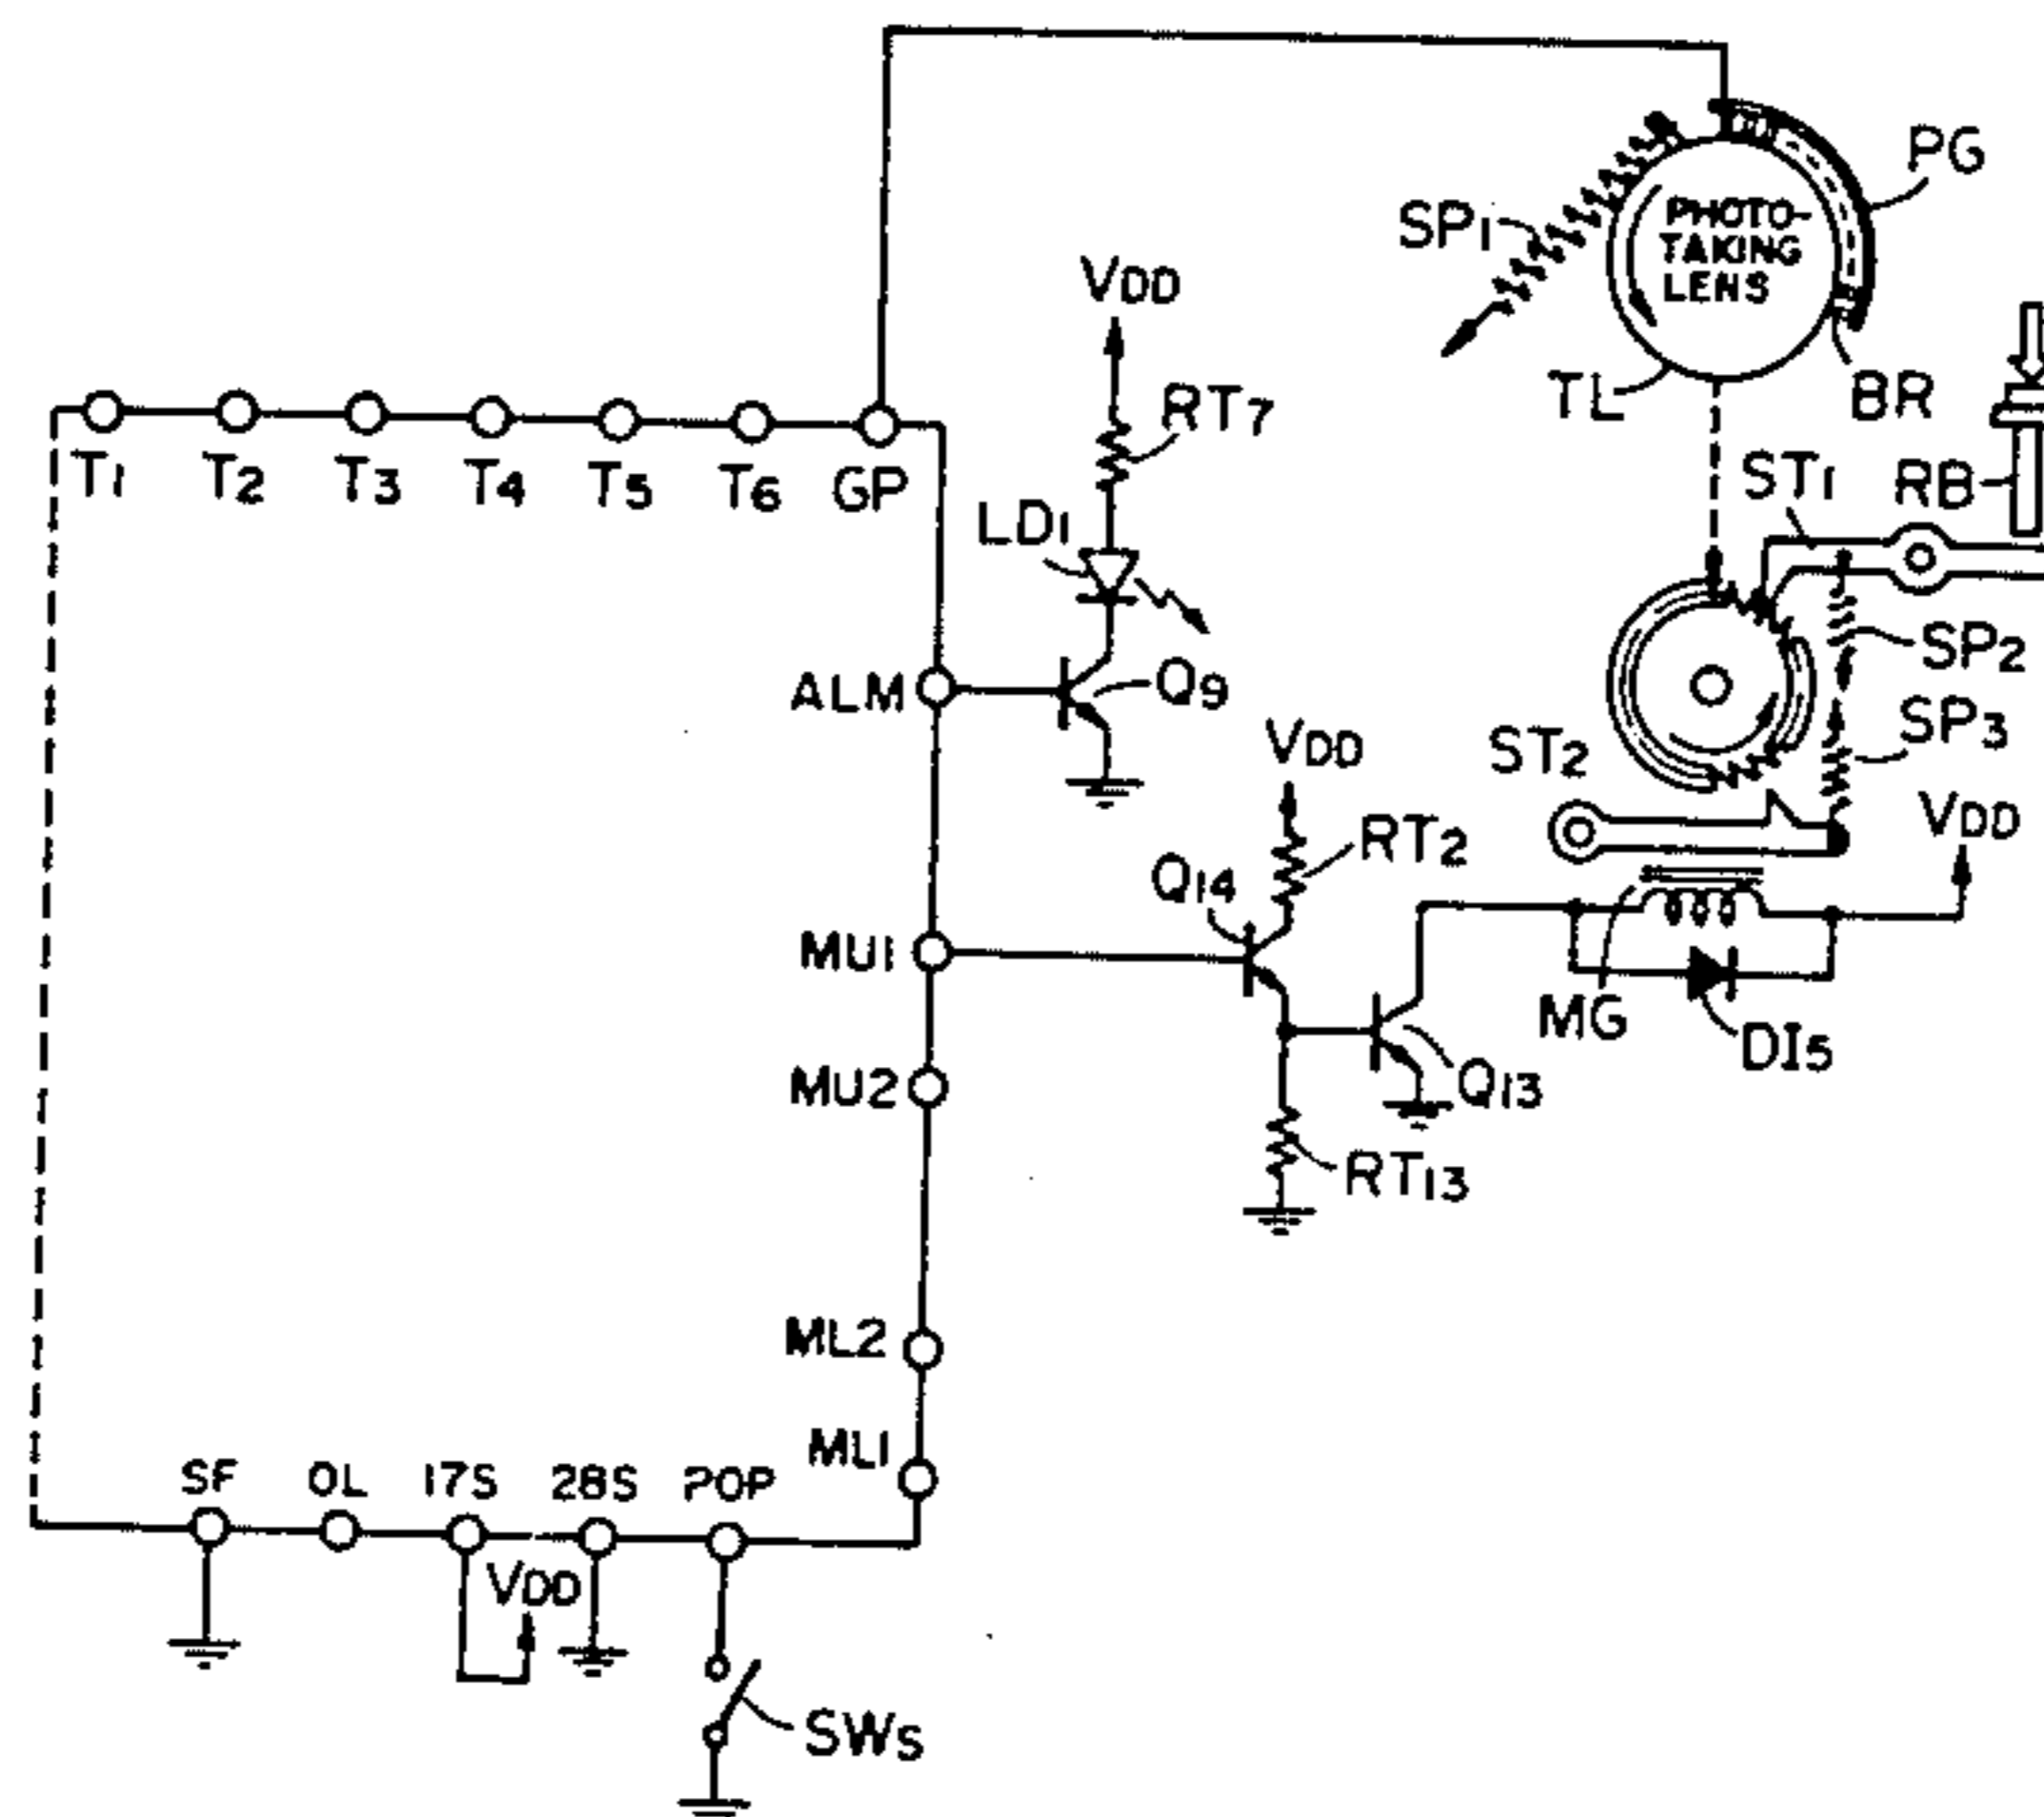 PG
SP1
PHOTO-
TAKING
LENS
VDD
TL
BR
RT7
T1 T2 T3 T4 T5 T6 GP
ST1
RB
LD1
SP2
ALM
Q9
SP3
VDD
ST2
VDD
RT2
Q14
MU1
MG
DI5
MU2
Q13
RT13
ML2
ML1
SF OL 17S 28S 20P
VDD
SWS